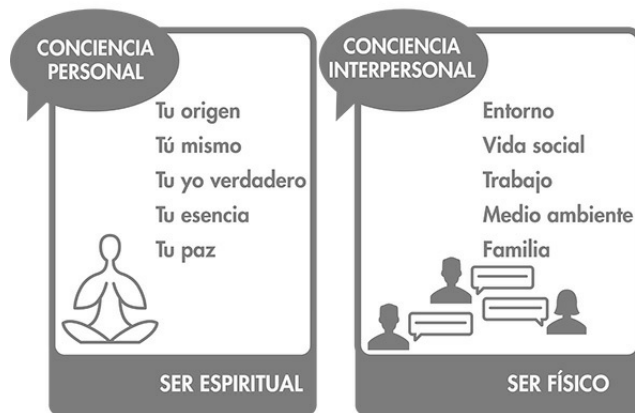 CONCIENCIA
PERSONAL
Tu origen
Tú mismo
Tu yo verdadero
Tu esencia
Tu paz
SER ESPIRITUAL
CONCIENCIA
INTERPERSONAL
Entorno
Vida social
Trabajo
Medio ambiente
Familia
SER FÍSICO